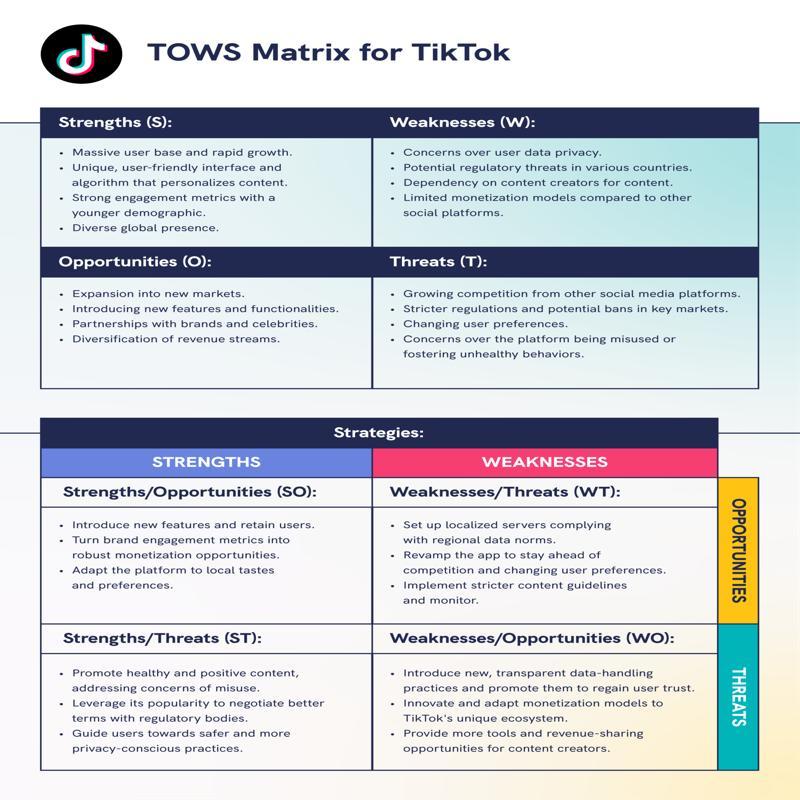 TOWS Matrix for TikTok
Strengths (S):
• Massive user base and rapid growth.
• Unique, user-friendly interface and
algorithm that personalizes content.
• Strong engagement metrics with a
younger demographic.
• Diverse global presence.
Weaknesses (W):
• Concerns over user data privacy.
• Potential regulatory threats in various countries.
• Dependency on content creators for content.
• Limited monetization models compared to other
social platforms.
Opportunities (O):
• Expansion into new markets.
• Introducing new features and functionalities.
• Partnerships with brands and celebrities.
• Diversification of revenue streams.
Threats (T):
• Growing competition from other social media platforms.
• Stricter regulations and potential bans in key markets.
• Changing user preferences.
• Concerns over the platform being misused or
fostering unhealthy behaviors.
Strategies:
STRENGTHS
WEAKNESSES
Strengths/Opportunities (SO):
• Introduce new features and retain users.
• Turn brand engagement metrics into
robust monetization opportunities.
• Adapt the platform to local tastes
and preferences.
Weaknesses/Threats (WT):
• Set up localized servers complying
with regional data norms.
• Revamp the app to stay ahead of
competition and changing user preferences.
• Implement stricter content guidelines
and monitor.
OPPORTUNITIES
Strengths/Threats (ST):
• Promote healthy and positive content,
addressing concerns of misuse.
• Leverage its popularity to negotiate better
terms with regulatory bodies.
• Guide users towards safer and more
privacy-conscious practices.
Weaknesses/Opportunities (WO):
• Introduce new, transparent data-handling
practices and promote them to regain user trust.
• Innovate and adapt monetization models to
TikTok's unique ecosystem.
• Provide more tools and revenue-sharing
opportunities for content creators.
THREATS